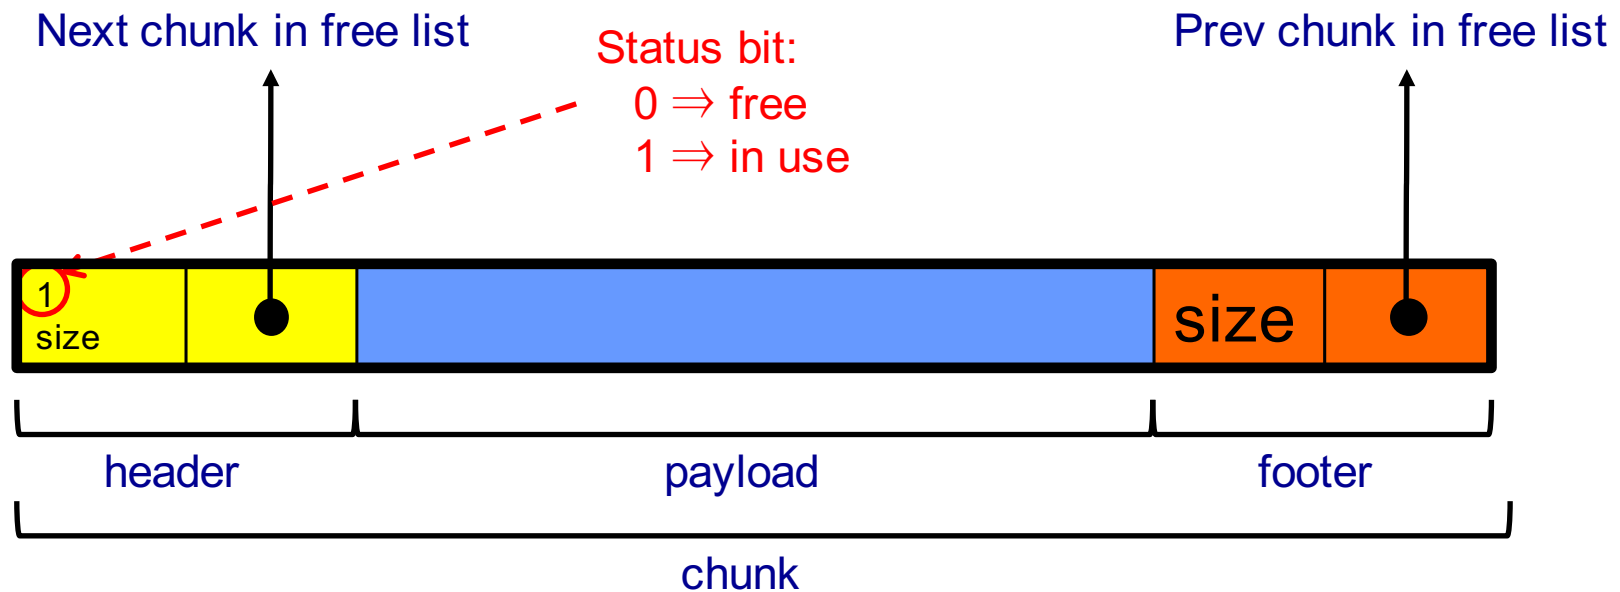 Next chunk in free list
Status bit:
0 ⇒ free
1 ⇒ in use
Prev chunk in free list
1
size
size
header
payload
footer
chunk